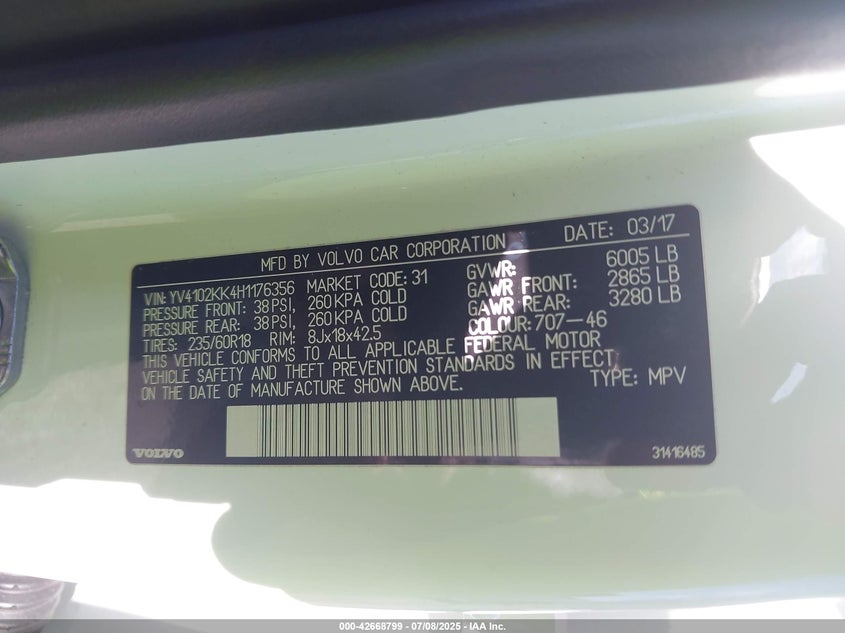 MFD BY VOLVO CAR CORPORATION DATE: 03/17
VIN: YV4102KK4H1176356 MARKET CODE: 31 GVWR: 6005 LB
PRESSURE FRONT: 38 PSI, 260 KPA COLD GAWR FRONT: 2865 LB
PRESSURE REAR: 38 PSI, 260 KPA COLD GAWR REAR: 3280 LB
TIRES: 235/60R18 RIM: 8Jx18x42.5 COLOUR: 707-46
THIS VEHICLE CONFORMS TO ALL APPLICABLE FEDERAL MOTOR
VEHICLE SAFETY AND THEFT PREVENTION STANDARDS IN EFFECT
ON THE DATE OF MANUFACTURE SHOWN ABOVE. TYPE: MPV
VOLVO 31416485
000-42668799 - 07/08/2025 - IAA Inc.